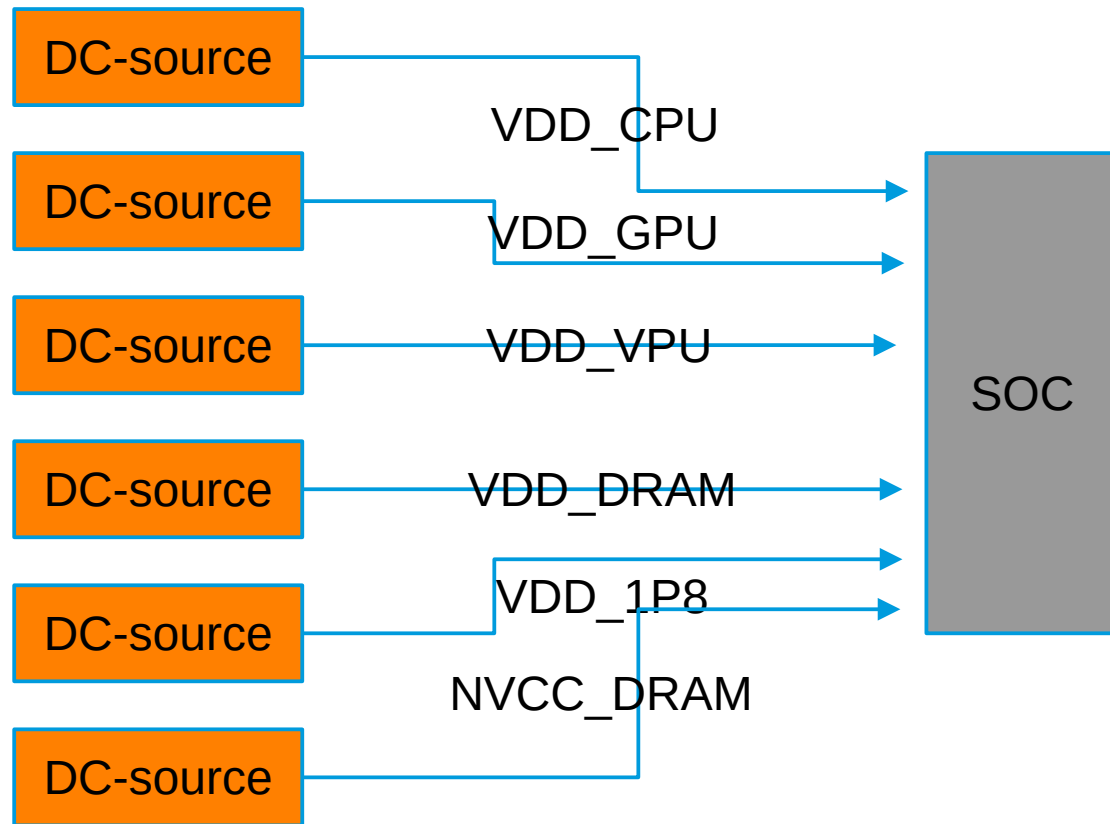 DC-source
VDD_CPU
DC-source
VDD_GPU
DC-source
VDD_VPU
SOC
DC-source
VDD_DRAM
DC-source
VDD_1P8
NVCC_DRAM
DC-source